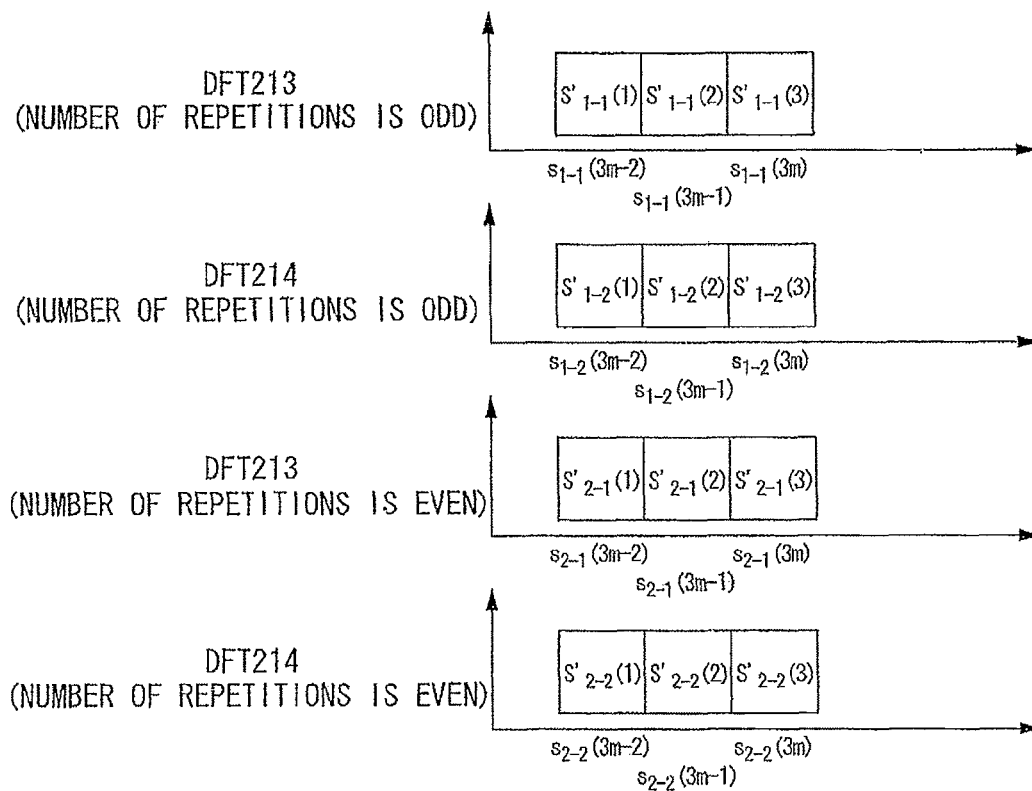 DFT213
(NUMBER OF REPETITIONS IS ODD)
S'1-1(1) S'1-1(2) S'1-1(3)
s1-1(3m-2) s1-1(3m)
s1-1(3m-1)
DFT214
(NUMBER OF REPETITIONS IS ODD)
S'1-2(1) S'1-2(2) S'1-2(3)
s1-2(3m-2) s1-2(3m)
s1-2(3m-1)
DFT213
(NUMBER OF REPETITIONS IS EVEN)
S'2-1(1) S'2-1(2) S'2-1(3)
s2-1(3m-2) s2-1(3m)
s2-1(3m-1)
DFT214
(NUMBER OF REPETITIONS IS EVEN)
S'2-2(1) S'2-2(2) S'2-2(3)
s2-2(3m-2) s2-2(3m)
s2-2(3m-1)